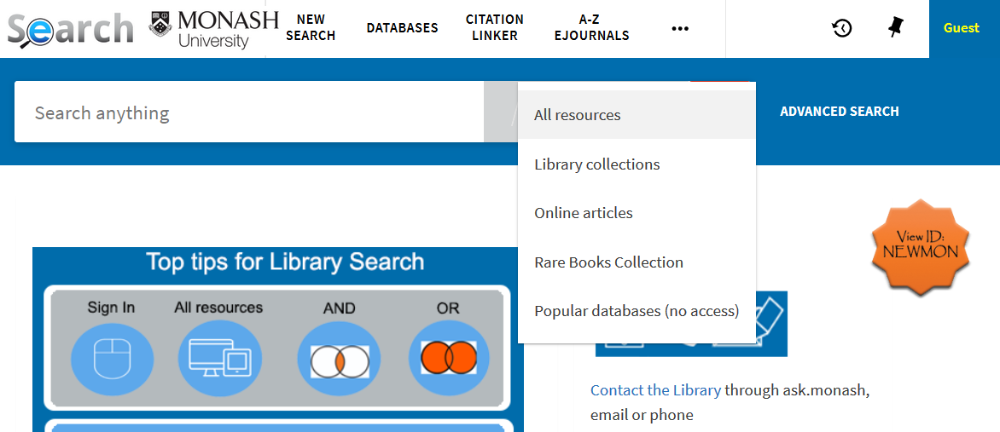 Search
MONASH
University
NEW
SEARCH
DATABASES
CITATION
LINKER
A-Z
EJOURNALS
Guest
Search anything
All resources
Library collections
Online articles
Rare Books Collection
Popular databases (no access)
ADVANCED SEARCH
View ID:
NEWMON
Top tips for Library Search
Sign In
All resources
AND
OR
Contact the Library through ask.monash,
email or phone